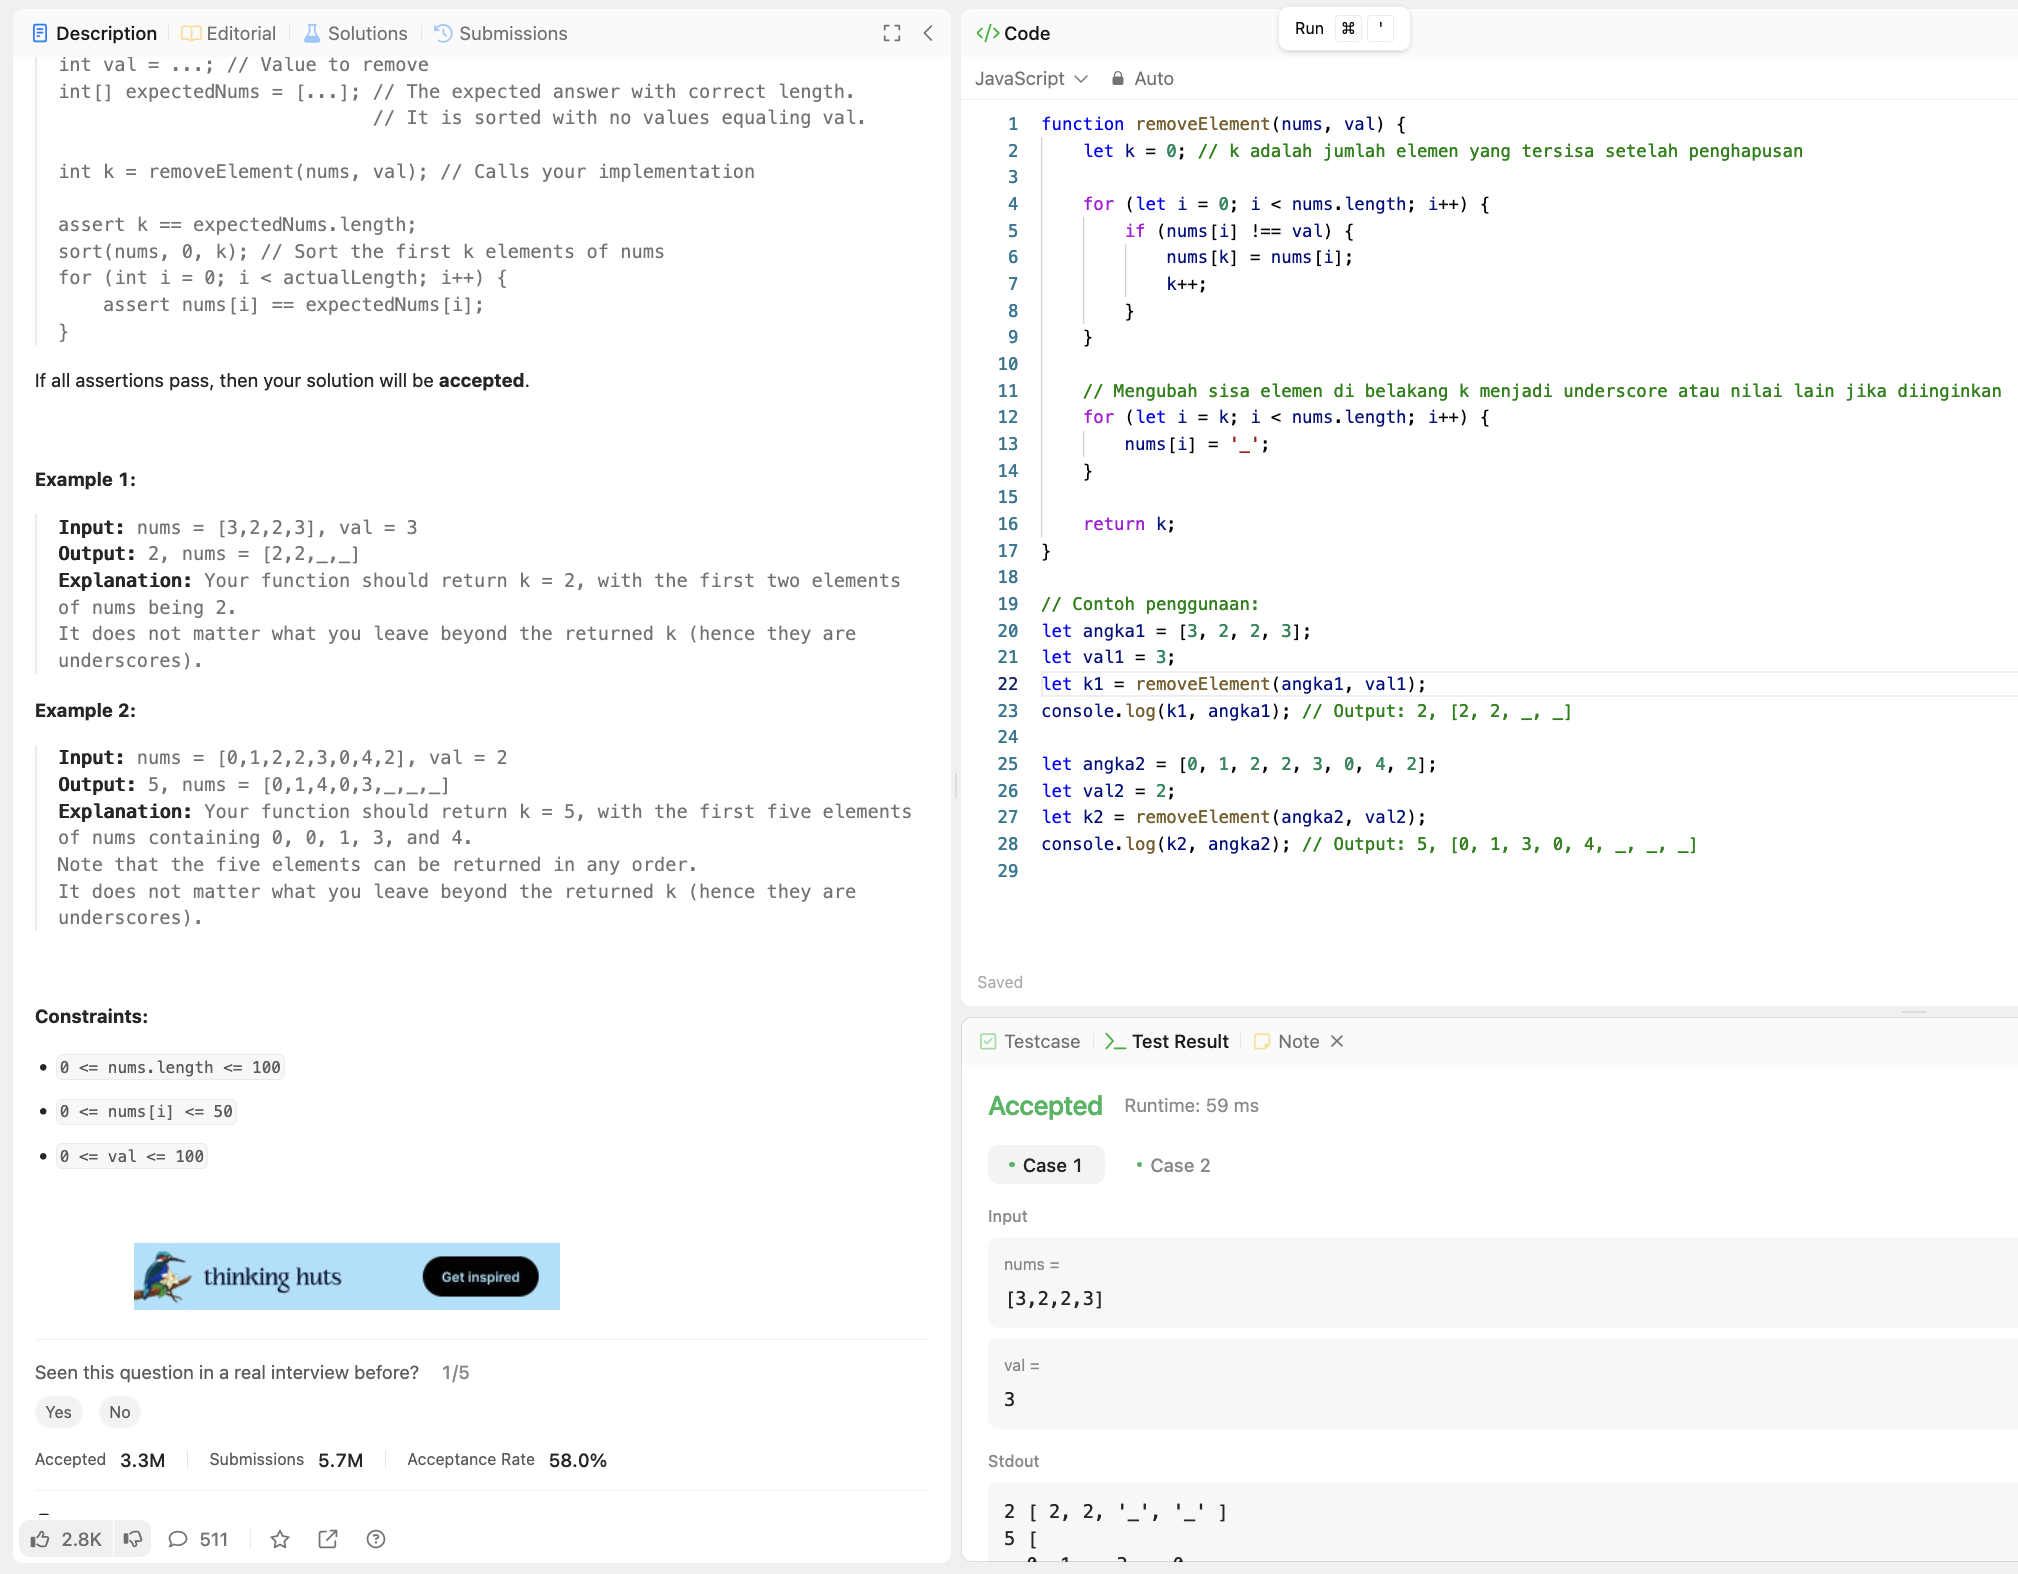 Description
Editorial
Solutions
Submissions
int val = ...; // Value to remove
int[] expectedNums = [...]; // The expected answer with correct length.
// It is sorted with no values equaling val.
int k = removeElement(nums, val); // Calls your implementation
assert k == expectedNums.length;
sort(nums, 0, k); // Sort the first k elements of nums
for (int i = 0; i < actualLength; i++) {
    assert nums[i] == expectedNums[i];
}
If all assertions pass, then your solution will be accepted.
Example 1:
Input: nums = [3,2,2,3], val = 3
Output: 2, nums = [2,2,_,_]
Explanation: Your function should return k = 2, with the first two elements
of nums being 2.
It does not matter what you leave beyond the returned k (hence they are
underscores).
Example 2:
Input: nums = [0,1,2,2,3,0,4,2], val = 2
Output: 5, nums = [0,1,4,0,3,_,_,_]
Explanation: Your function should return k = 5, with the first five elements
of nums containing 0, 0, 1, 3, and 4.
Note that the five elements can be returned in any order.
It does not matter what you leave beyond the returned k (hence they are
underscores).
Constraints:
• 0 <= nums.length <= 100
• 0 <= nums[i] <= 50
• 0 <= val <= 100
thinking huts
Get inspired
Seen this question in a real interview before? 1/5
Yes No
Accepted 3.3M Submissions 5.7M Acceptance Rate 58.0%
2.8K 511
</> Code
Run ⌘ '
JavaScript Auto
1 function removeElement(nums, val) {
2     let k = 0; // k adalah jumlah elemen yang tersisa setelah penghapusan
3
4     for (let i = 0; i < nums.length; i++) {
5         if (nums[i] !== val) {
6             nums[k] = nums[i];
7             k++;
8         }
9     }
10
11     // Mengubah sisa elemen di belakang k menjadi underscore atau nilai lain jika diinginkan
12     for (let i = k; i < nums.length; i++) {
13         nums[i] = '_';
14     }
15
16     return k;
17 }
18
19 // Contoh penggunaan:
20 let angka1 = [3, 2, 2, 3];
21 let val1 = 3;
22 let k1 = removeElement(angka1, val1);
23 console.log(k1, angka1); // Output: 2, [2, 2, _, _]
24
25 let angka2 = [0, 1, 2, 2, 3, 0, 4, 2];
26 let val2 = 2;
27 let k2 = removeElement(angka2, val2);
28 console.log(k2, angka2); // Output: 5, [0, 1, 3, 0, 4, _, _, _]
29
Saved
Testcase
Test Result
Note
Accepted Runtime: 59 ms
Case 1 Case 2
Input
nums =
[3,2,2,3]
val =
3
Stdout
2 [ 2, 2, '_', '_' ]
5 [